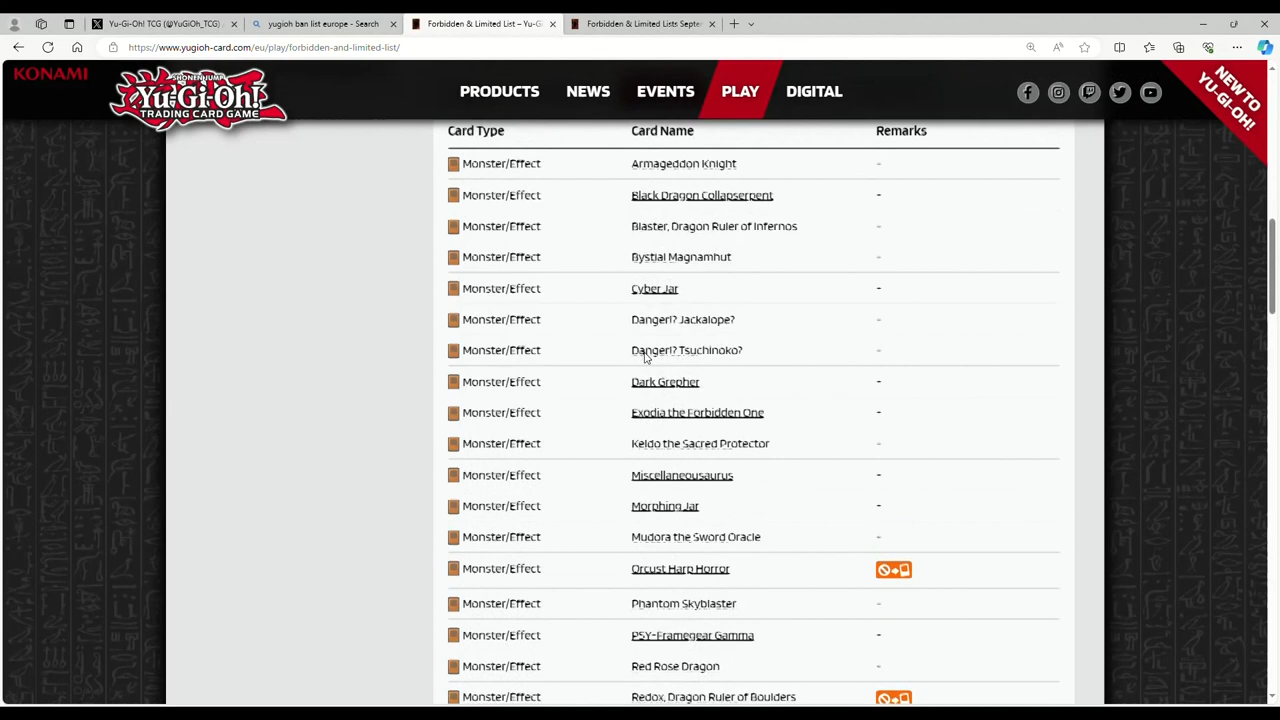 Yu-Gi-Oh! TCG (@YuGiOh_TCG)
yugioh ban list europe - Search
Forbidden & Limited List – Yu-Gi
Forbidden & Limited Lists Septe
https://www.yugioh-card.com/eu/play/forbidden-and-limited-list/
KONAMI
SHONEN JUMP
Yu-Gi-Oh!
TRADING CARD GAME
PRODUCTS NEWS EVENTS PLAY DIGITAL
NEW TO
YU-GI-OH!
Card Type Card Name Remarks
Monster/Effect Armageddon Knight -
Monster/Effect Black Dragon Collapserpent -
Monster/Effect Blaster, Dragon Ruler of Infernos -
Monster/Effect Bystial Magnamhut -
Monster/Effect Cyber Jar -
Monster/Effect Danger!? Jackalope? -
Monster/Effect Danger!? Tsuchinoko? -
Monster/Effect Dark Grepher -
Monster/Effect Exodia the Forbidden One -
Monster/Effect Keldo the Sacred Protector -
Monster/Effect Miscellaneousaurus -
Monster/Effect Morphing Jar -
Monster/Effect Mudora the Sword Oracle -
Monster/Effect Orcust Harp Horror
Monster/Effect Phantom Skyblaster -
Monster/Effect PSY-Framegear Gamma -
Monster/Effect Red Rose Dragon -
Monster/Effect Redox, Dragon Ruler of Boulders